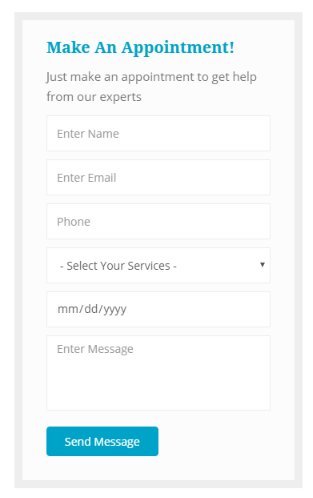 Make An Appointment!
Just make an appointment to get help
from our experts
Enter Name
Enter Email
Phone
- Select Your Services -
mm/dd/yyyy
Enter Message
Send Message